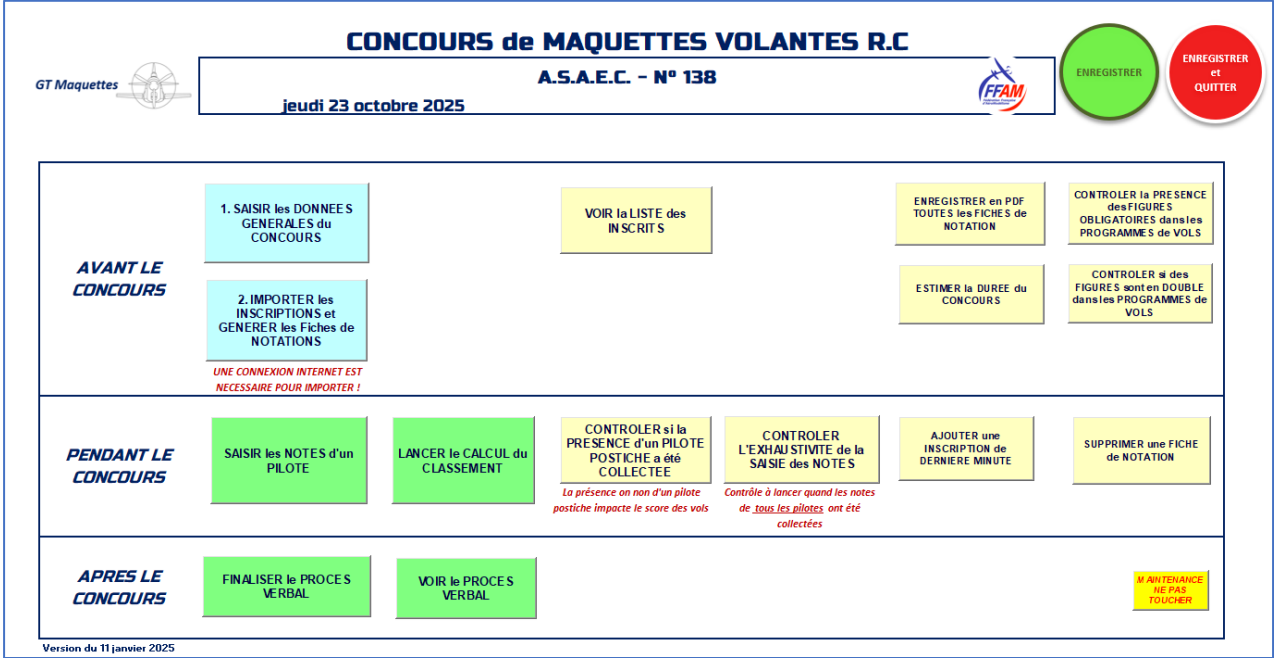 CONCOURS de MAQUETTES VOLANTES R.C
GT Maquettes
A.S.A.E.C. - N° 138
jeudi 23 octobre 2025
FFAM
Fédération Française
d'Aéromodélisme
ENREGISTRER
ENREGISTRER
et
QUITTER
AVANT LE
CONCOURS
1. SAISIR les DONNEES
GENERALES du
CONCOURS
2. IMPORTER les
INSCRIPTIONS et
GENERER les Fiches de
NOTATIONS
UNE CONNEXION INTERNET EST
NECESSAIRE POUR IMPORTER !
VOIR la LISTE des
INSCRITS
ENREGISTRER en PDF
TOUTES les FICHES de
NOTATION
CONTROLER la PRESENCE
des FIGURES
OBLIGATOIRES dans les
PROGRAMMES de VOLS
ESTIMER la DUREE du
CONCOURS
CONTROLER si des
FIGURES sont en DOUBLE
dans les PROGRAMMES de
VOLS
PENDANT LE
CONCOURS
SAISIR les NOTES d'un
PILOTE
LANCER le CALCUL du
CLASSEMENT
CONTROLER si la
PRESENCE d'un PILOTE
POSTICHE a été
COLLECTEE
La présence on non d'un pilote
postiche impacte le score des vols
CONTROLER
L'EXHAUSTIVITE de la
SAISIE des NOTES
Contrôle à lancer quand les notes
de tous les pilotes ont été
collectées
AJOUTER une
INSCRIPTION de
DERNIERE MINUTE
SUPPRIMER une FICHE
de NOTATION
APRES LE
CONCOURS
FINALISER le PROCES
VERBAL
VOIR le PROCES
VERBAL
MAINTENANCE
NE PAS
TOUCHER
Version du 11 janvier 2025